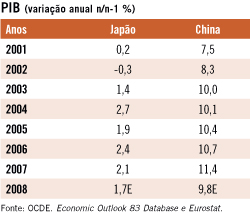 PIB (variação anual n/n-1 %)
Anos Japão China
2001 0,2 7,5
2002 -0,3 8,3
2003 1,4 10,0
2004 2,7 10,1
2005 1,9 10,4
2006 2,4 10,7
2007 2,1 11,4
2008 1,7E 9,8E
Fonte: OCDE. Economic Outlook 83 Database e Eurostat.